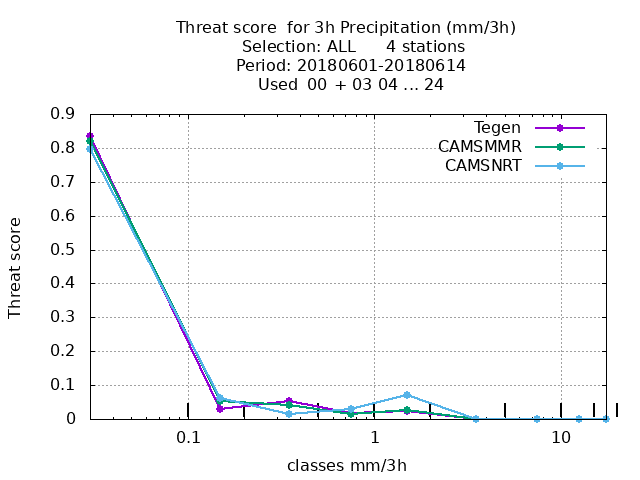 Threat score  for 3h Precipitation (mm/3h)
Selection: ALL      4 stations
Period: 20180601-20180614
Used  00  + 03 04 ... 24
Tegen
CAMSMMR
CAMSNRT
0.9
0.8
0.7
0.6
0.5
0.4
0.3
0.2
0.1
0
Threat score
0.1
1
10
classes mm/3h